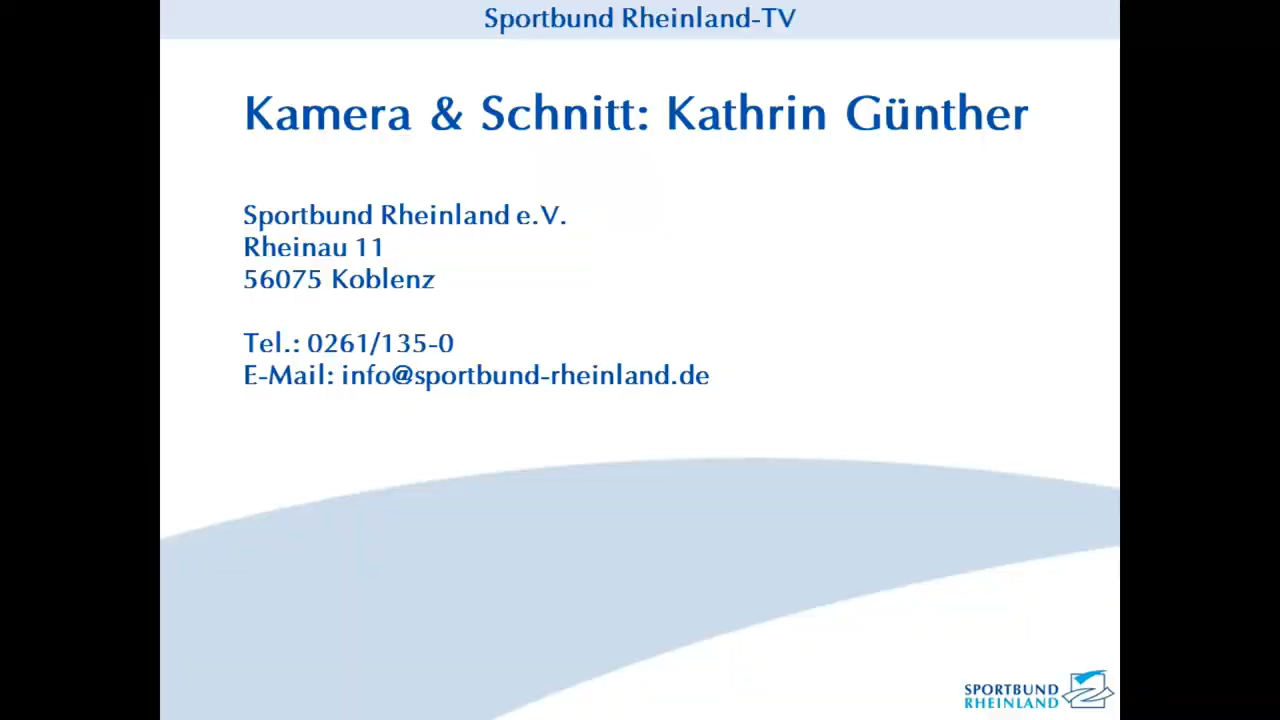 Sportbund Rheinland-TV
Kamera & Schnitt: Kathrin Günther
Sportbund Rheinland e.V.
Rheinau 11
56075 Koblenz
Tel.: 0261/135-0
E-Mail: info@sportbund-rheinland.de
SPORTBUND
RHEINLAND